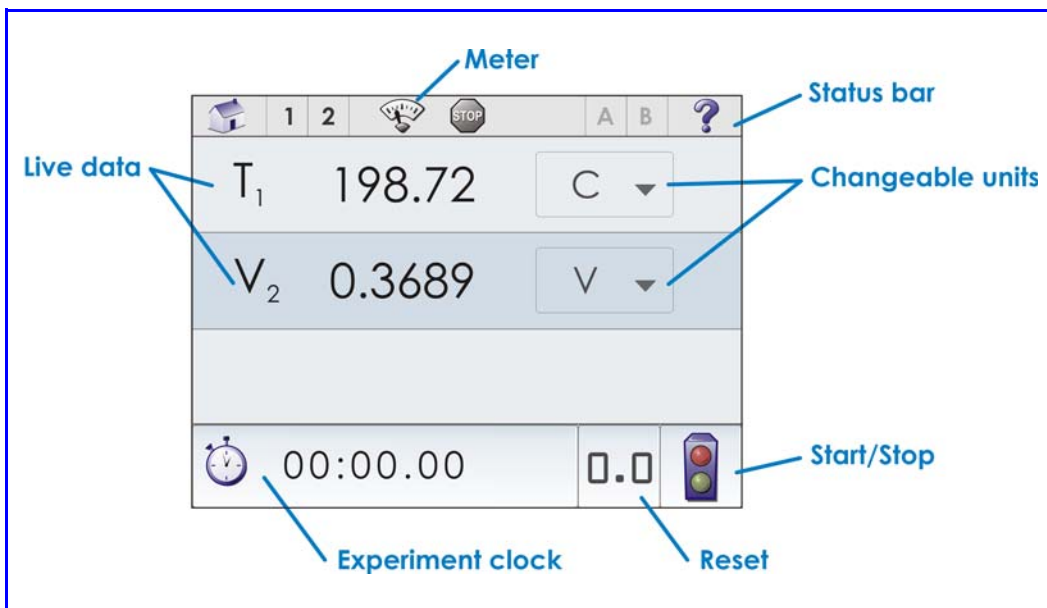 Meter
1 2 STOP A B ?
Status bar
Live data
T1 198.72 C
Changeable units
V2 0.3689 V
00:00.00 0.0
Start/Stop
Experiment clock
Reset